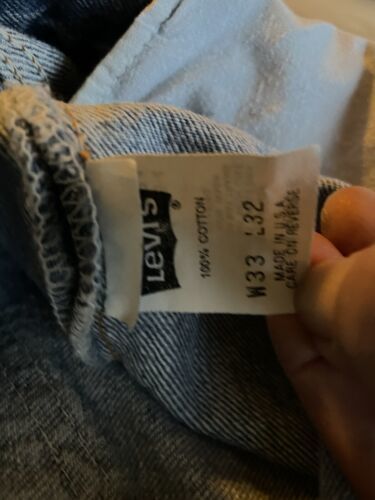 LEVI'S
®
100% COTTON
W33 L32
MADE IN U.S.A.
CARE ON REVERSE